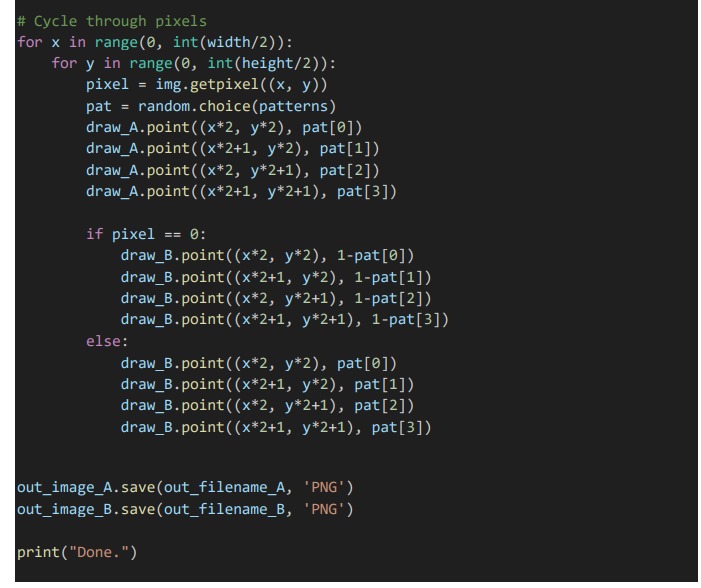 # Cycle through pixels
for x in range(0, int(width/2)):
    for y in range(0, int(height/2)):
        pixel = img.getpixel((x, y))
        pat = random.choice(patterns)
        draw_A.point((x*2, y*2), pat[0])
        draw_A.point((x*2+1, y*2), pat[1])
        draw_A.point((x*2, y*2+1), pat[2])
        draw_A.point((x*2+1, y*2+1), pat[3])

        if pixel == 0:
            draw_B.point((x*2, y*2), 1-pat[0])
            draw_B.point((x*2+1, y*2), 1-pat[1])
            draw_B.point((x*2, y*2+1), 1-pat[2])
            draw_B.point((x*2+1, y*2+1), 1-pat[3])
        else:
            draw_B.point((x*2, y*2), pat[0])
            draw_B.point((x*2+1, y*2), pat[1])
            draw_B.point((x*2, y*2+1), pat[2])
            draw_B.point((x*2+1, y*2+1), pat[3])

out_image_A.save(out_filename_A, 'PNG')
out_image_B.save(out_filename_B, 'PNG')

print("Done.")